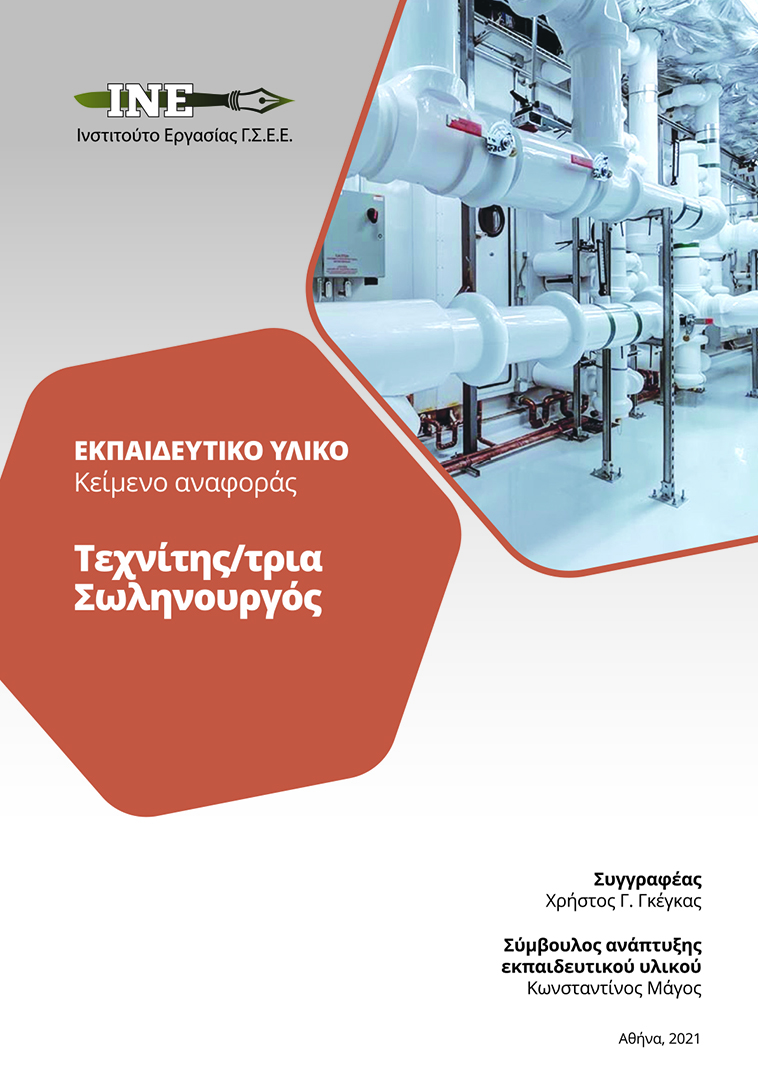 ΙΝΕ
Ινστιτούτο Εργασίας Γ.Σ.Ε.Ε.
ΕΚΠΑΙΔΕΥΤΙΚΟ ΥΛΙΚΟ
Κείμενο αναφοράς
Τεχνίτης/τρια
Σωληνουργός
Συγγραφέας
Χρήστος Γ. Γκέγκας
Σύμβουλος ανάπτυξης
εκπαιδευτικού υλικού
Κωνσταντίνος Μάγος
Αθήνα, 2021